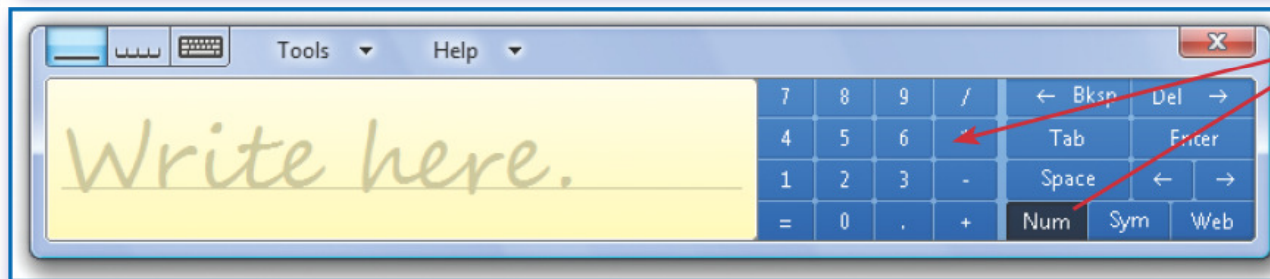 Tools Help
Write here.
7 8 9 / ← Bksp Del →
4 5 6 Tab Enter
1 2 3 - Space ← →
= 0 . + Num Sym Web